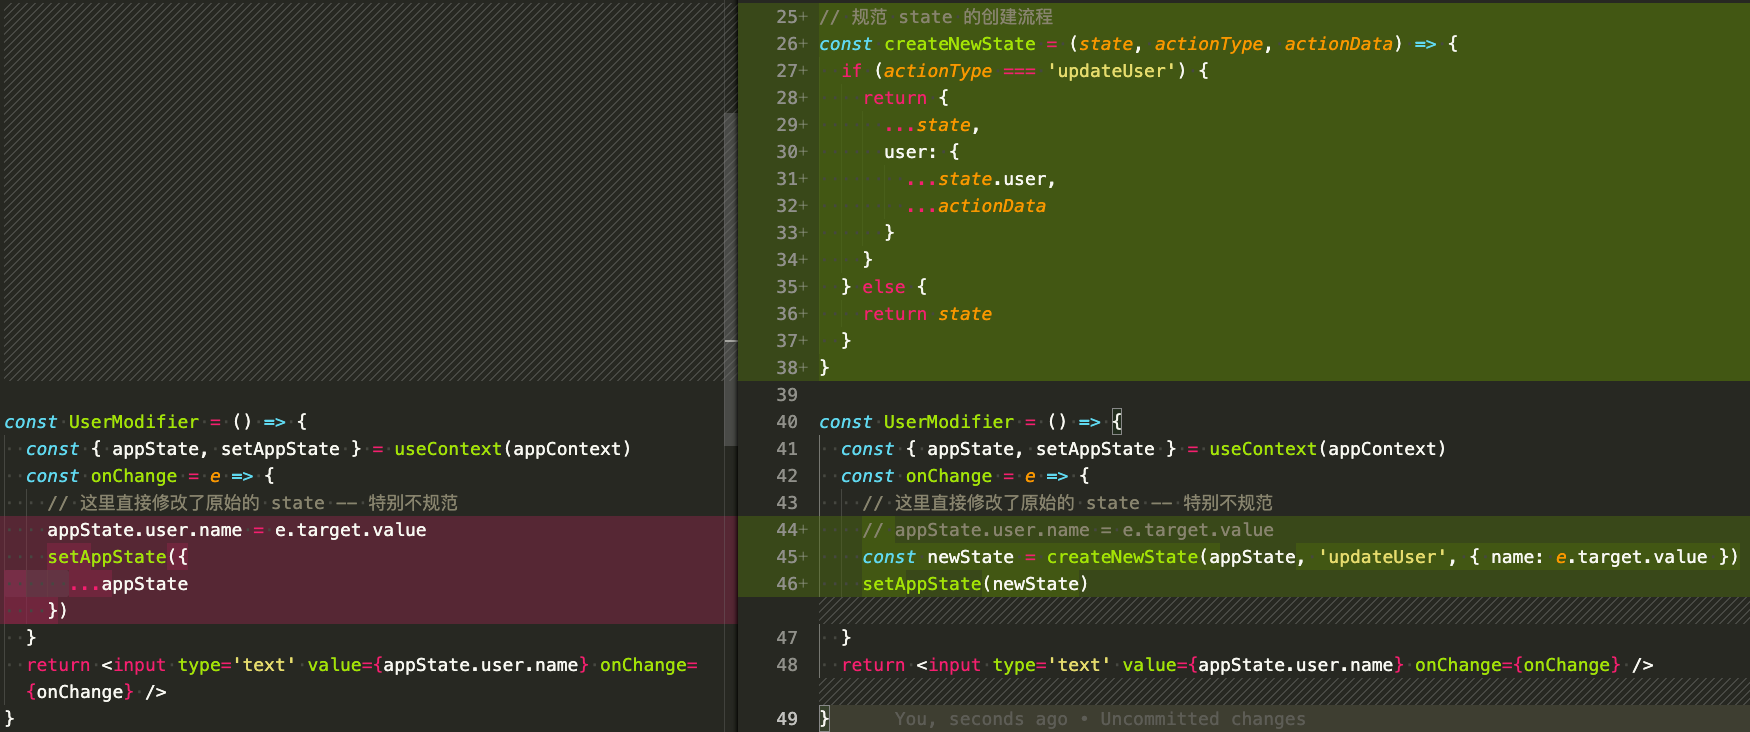 const UserModifier = () => {
const { appState, setAppState } = useContext(appContext)
const onChange = e => {
// 这里直接修改了原始的 state -- 特别不规范
appState.user.name = e.target.value
setAppState({
...appState
})
}
return <input type='text' value={appState.user.name} onChange=
{onChange} />
}
25+ // 规范 state 的创建流程
26+ const createNewState = (state, actionType, actionData) => {
27+ if (actionType === 'updateUser') {
28+ return {
29+ ...state,
30+ user: {
31+ ...state.user,
32+ ...actionData
33+ }
34+ }
35+ } else {
36+ return state
37+ }
38+ }
39
40 const UserModifier = () => {
41 const { appState, setAppState } = useContext(appContext)
42 const onChange = e => {
43 // 这里直接修改了原始的 state -- 特别不规范
44+ // appState.user.name = e.target.value
45+ const newState = createNewState(appState, 'updateUser', { name: e.target.value })
46+ setAppState(newState)
47 }
48 return <input type='text' value={appState.user.name} onChange={onChange} />
49 } You, seconds ago • Uncommitted changes